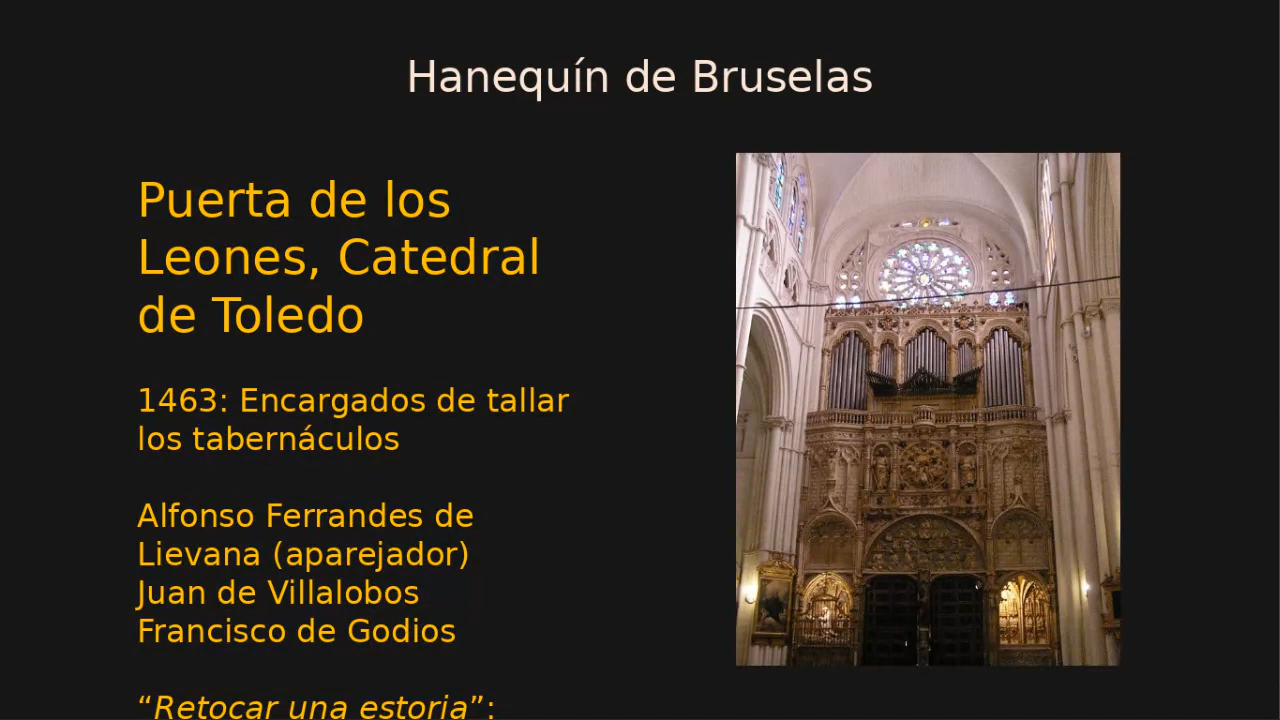 Hanequín de Bruselas
Puerta de los
Leones, Catedral
de Toledo
1463: Encargados de tallar
los tabernáculos
Alfonso Ferrandes de
Lievana (aparejador)
Juan de Villalobos
Francisco de Godios
“Retocar una estoria”: